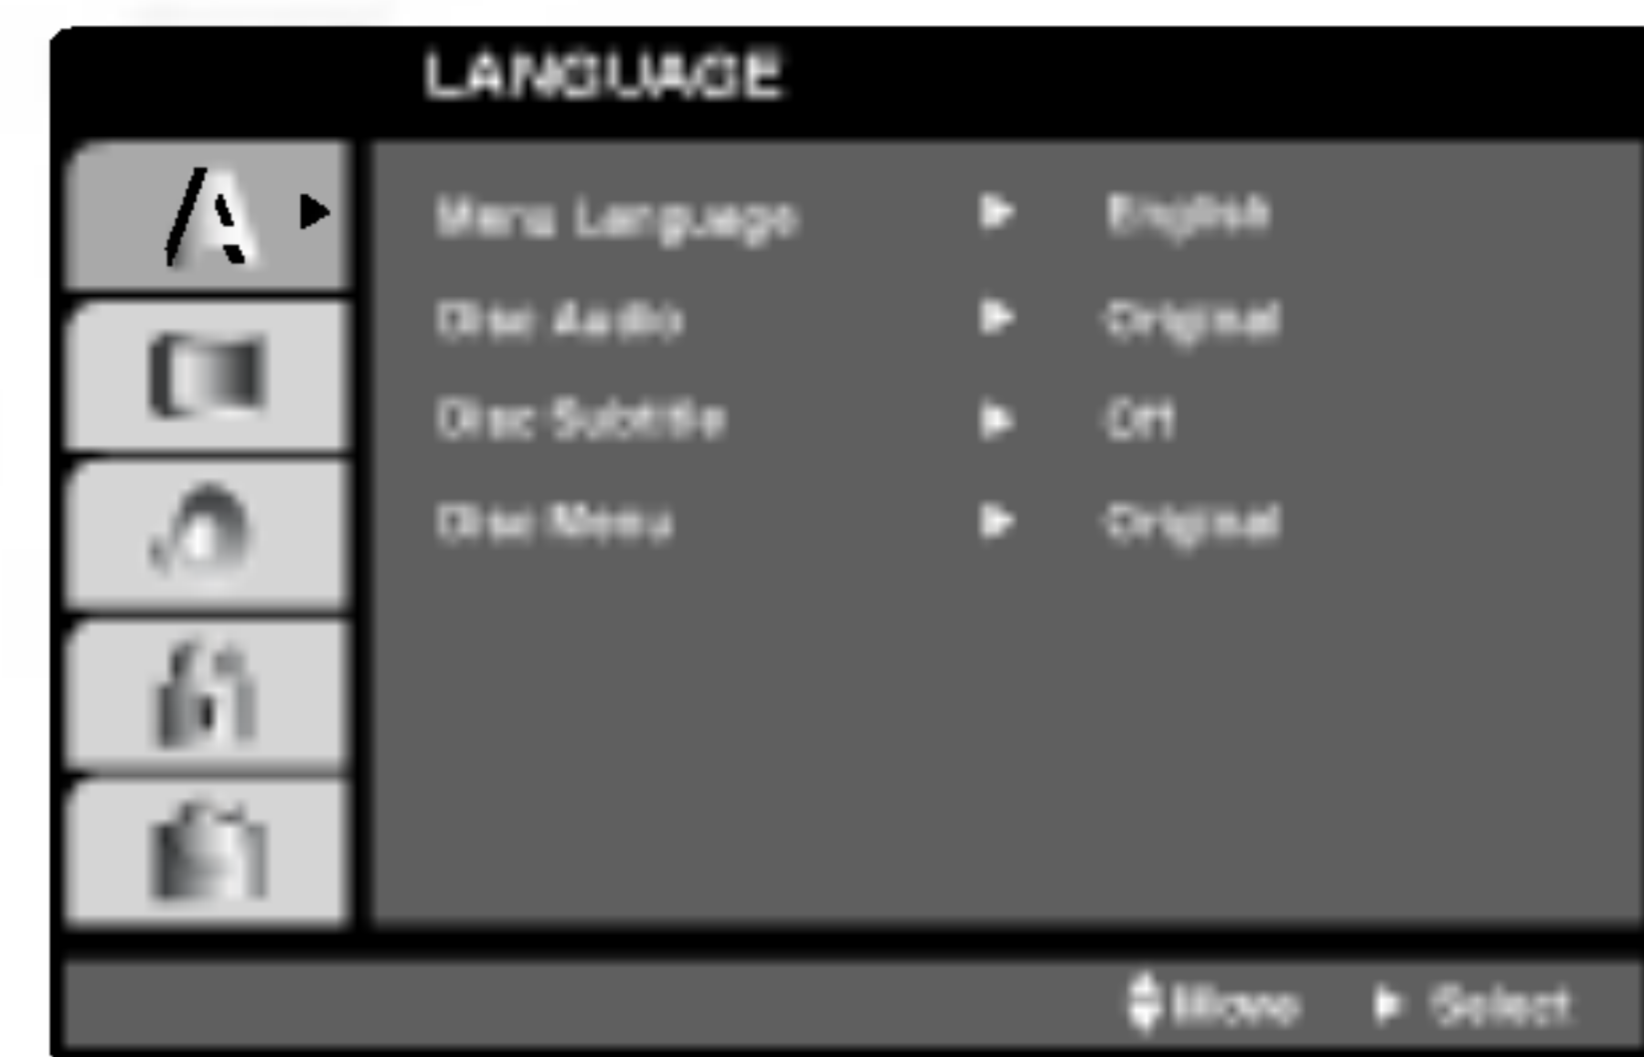 LANGUAGE
Menu Language ► English
Disc Audio ► Original
Disc Subtitle ► Off
Disc Menu ► Original
Move ► Select